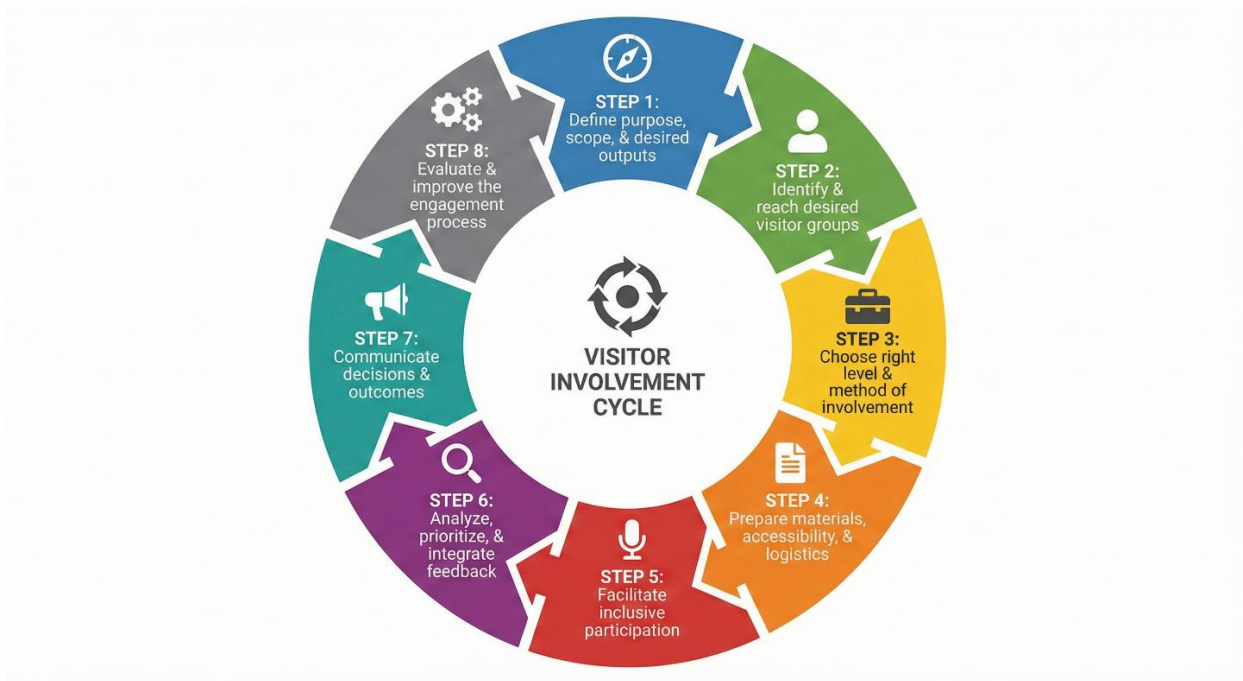 STEP 1:
Define purpose,
scope, & desired
outputs
STEP 2:
Identify &
reach desired
visitor groups
STEP 3:
Choose right
level &
method of
involvement
STEP 4:
Prepare materials,
accessibility, &
logistics
STEP 5:
Facilitate
inclusive
participation
STEP 6:
Analyze,
prioritize, &
integrate
feedback
STEP 7:
Communicate
decisions &
outcomes
STEP 8:
Evaluate &
improve the
engagement
process
VISITOR
INVOLVEMENT
CYCLE